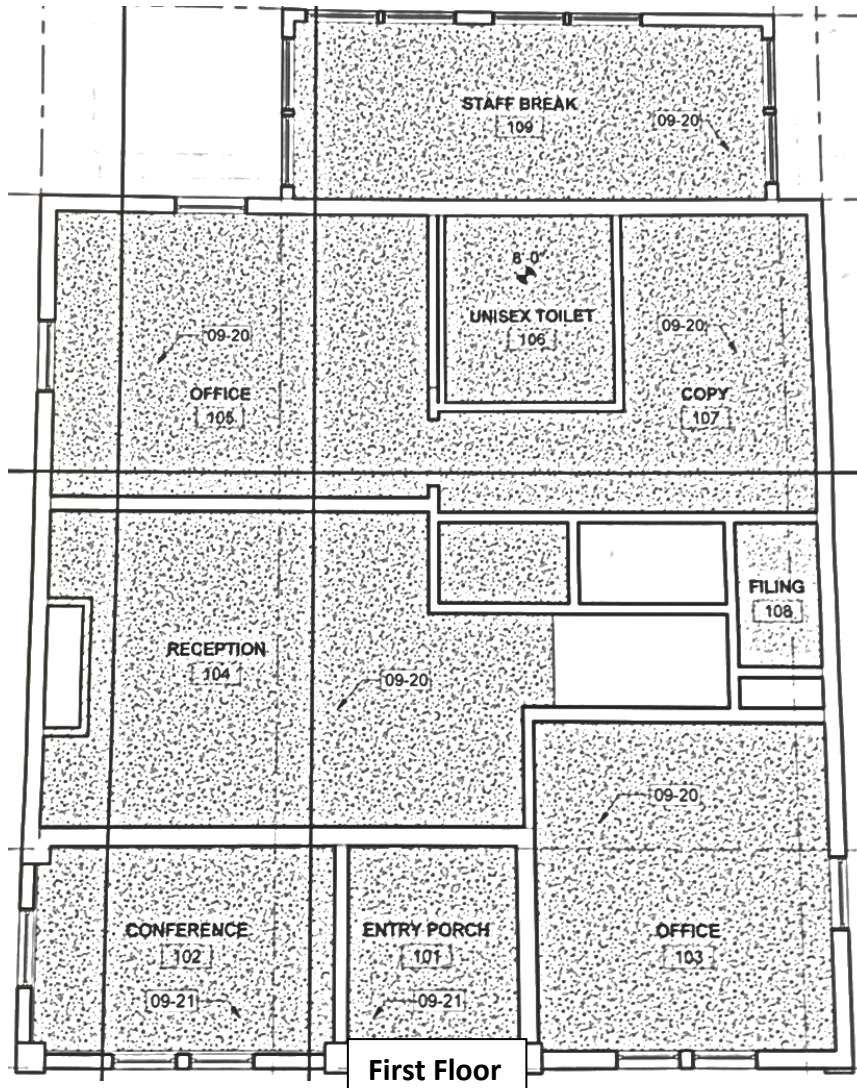 STAFF BREAK
109
09-20
8'-0"
UNISEX TOILET
106
09-20
OFFICE
105
09-20
COPY
107
FILING
108
RECEPTION
104
09-20
09-20
CONFERENCE
102
09-21
ENTRY PORCH
101
09-21
OFFICE
103
First Floor